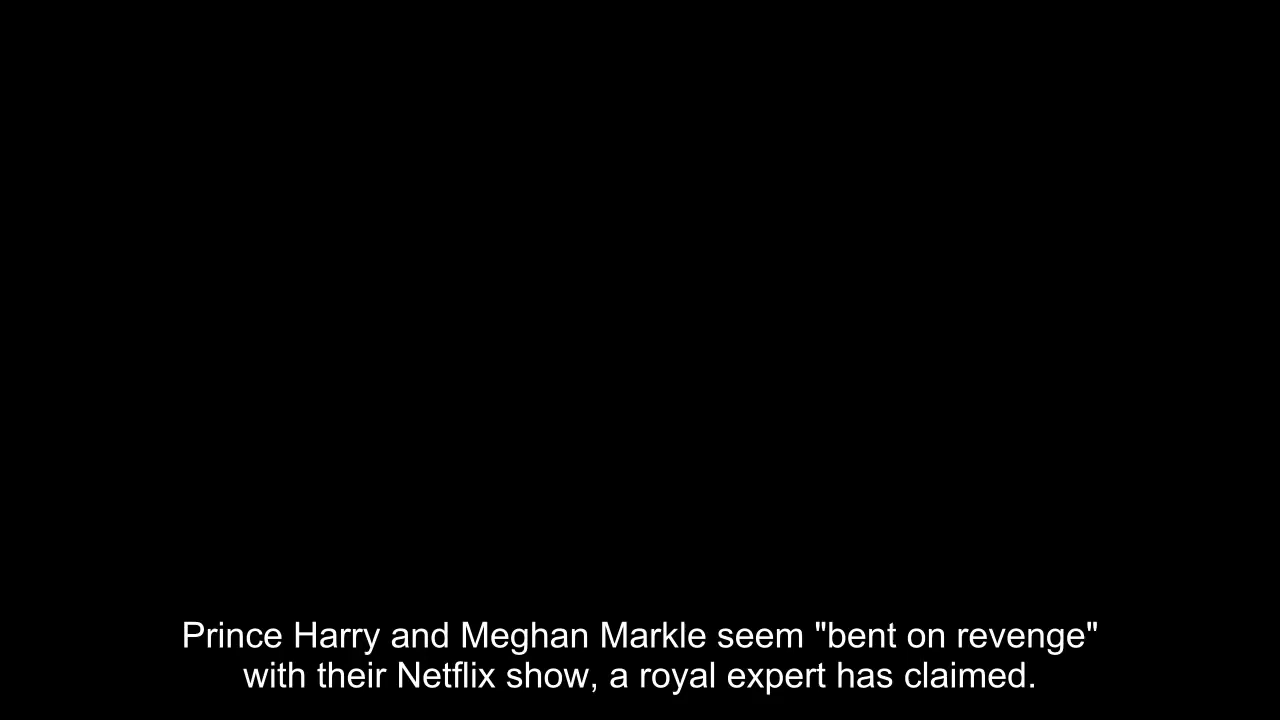 Prince Harry and Meghan Markle seem "bent on revenge"
with their Netflix show, a royal expert has claimed.